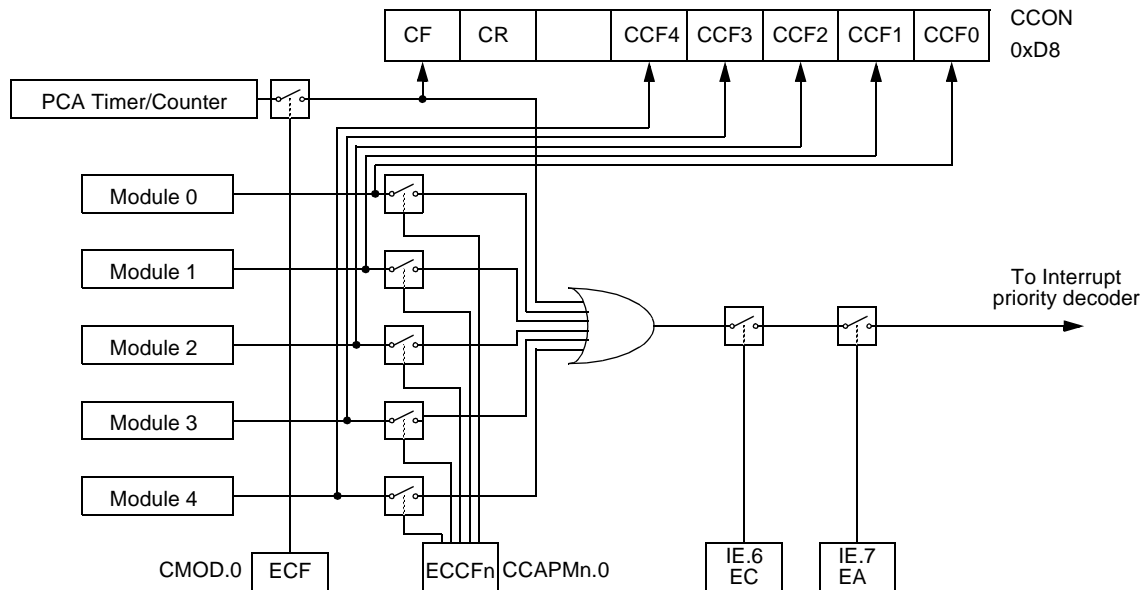 CF CR CCF4 CCF3 CCF2 CCF1 CCF0
CCON
0xD8
PCA Timer/Counter
Module 0
Module 1
Module 2
Module 3
Module 4
To Interrupt
priority decoder
CMOD.0 ECF
ECCFn CCAPMn.0
IE.6
EC
IE.7
EA